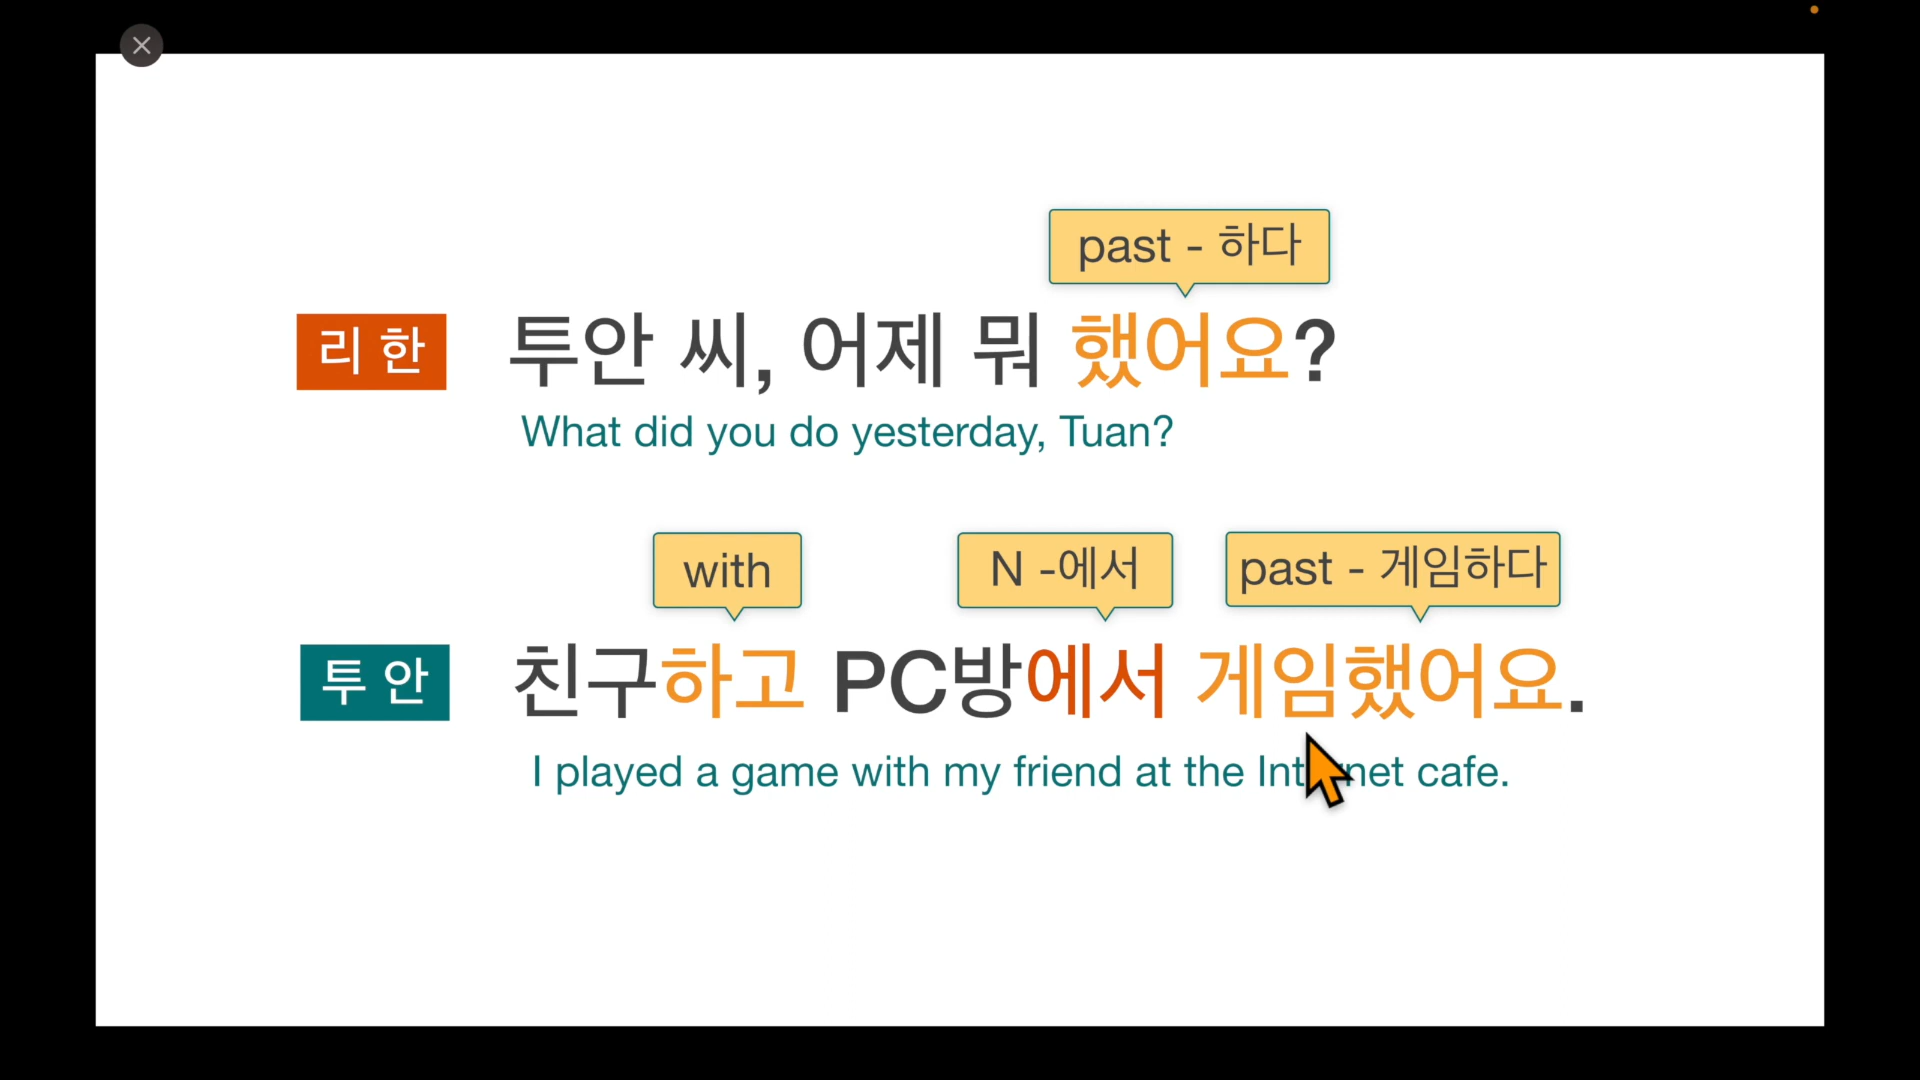 past - 하다
리 한 투안 씨, 어제 뭐 했어요?
What did you do yesterday, Tuan?
with N -에서 past - 게임하다
투 안 친구하고 PC방에서 게임했어요.
I played a game with my friend at the Internet cafe.